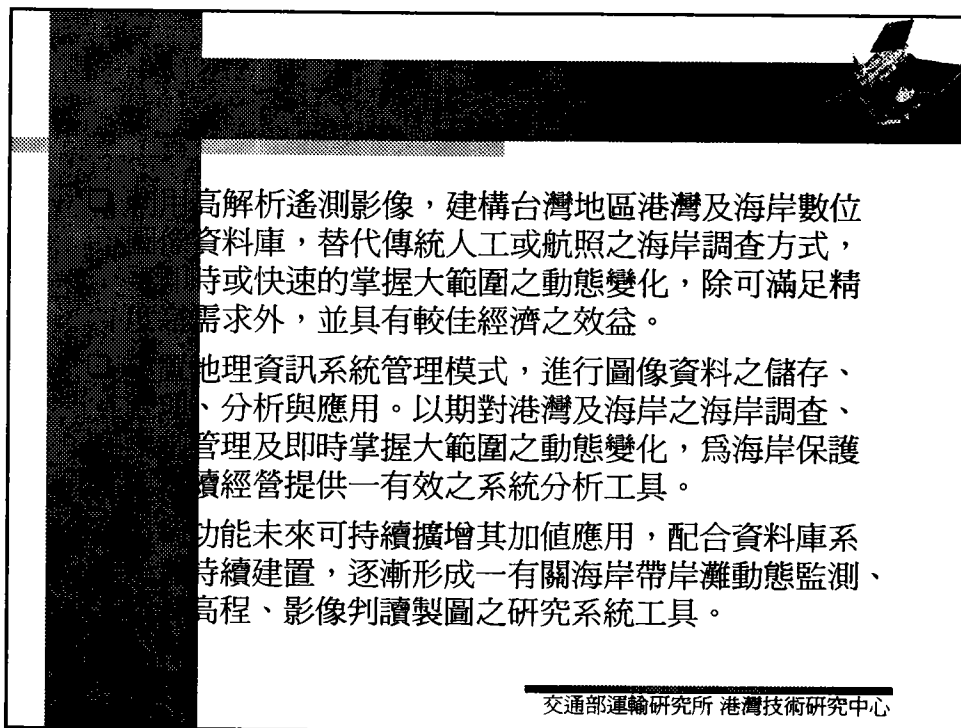 高解析遙測影像，建構台灣地區港灣及海岸數位
資料庫，替代傳統人工或航照之海岸調查方式，
時或快速的掌握大範圍之動態變化，除可滿足精
需求外，並具有較佳經濟之效益。
地理資訊系統管理模式，進行圖像資料之儲存、
、分析與應用。以期對港灣及海岸之海岸調查、
管理及即時掌握大範圍之動態變化，為海岸保護
續經營提供一有效之系統分析工具。
功能未來可持續擴增其加值應用，配合資料庫系
持續建置，逐漸形成一有關海岸帶岸灘動態監測、
高程、影像判讀製圖之研究系統工具。
交通部運輸研究所 港灣技術研究中心